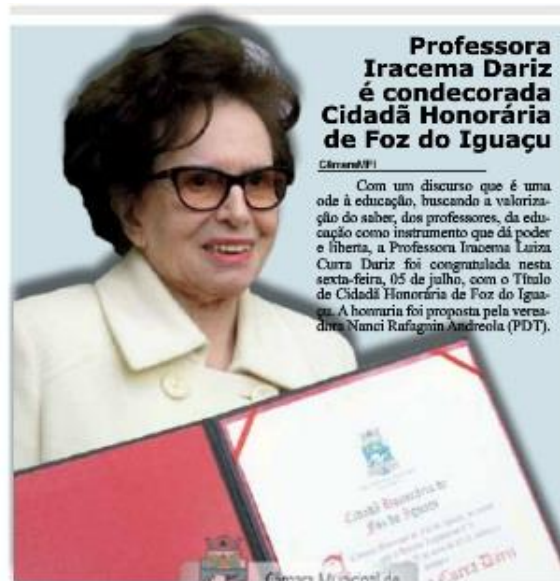 Professora
Iracema Dariz
é condecorada
Cidadã Honorária
de Foz do Iguaçu
Câmara/FI
Com um discurso que é uma
ode à educação, buscando a valoriza-
ção do saber, dos professores, da edu-
cação como instrumento que dá poder
e liberta, a Professora Iracema Luiza
Curra Dariz foi congratulada nesta
sexta-feira, 05 de julho, com o Título
de Cidadã Honorária de Foz do Igua-
çu. A honraria foi proposta pela verea-
dora Nanci Rafagnin Andreola (PDT).
Cidadã Honorária de
Foz do Iguaçu
Curra Dariz
Câmara Municipal de